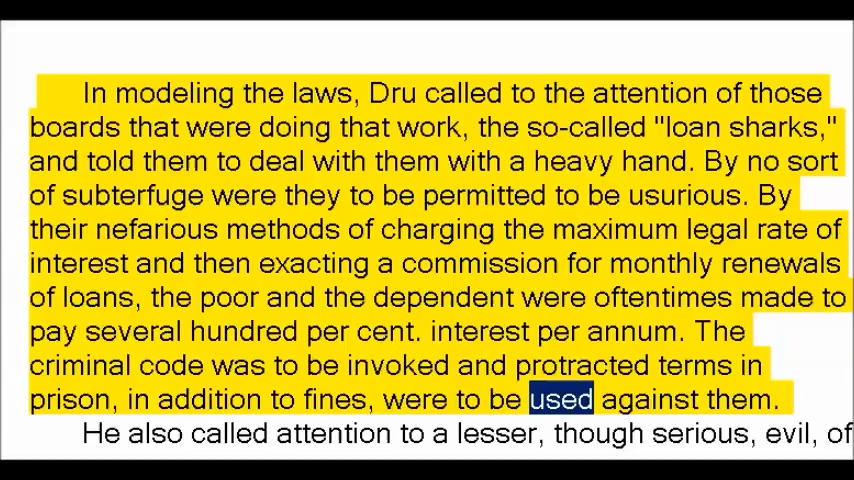 In modeling the laws, Dru called to the attention of those
boards that were doing that work, the so-called "loan sharks,"
and told them to deal with them with a heavy hand. By no sort
of subterfuge were they to be permitted to be usurious. By
their nefarious methods of charging the maximum legal rate of
interest and then exacting a commission for monthly renewals
of loans, the poor and the dependent were oftentimes made to
pay several hundred per cent. interest per annum. The
criminal code was to be invoked and protracted terms in
prison, in addition to fines, were to be used against them.
He also called attention to a lesser, though serious, evil, of